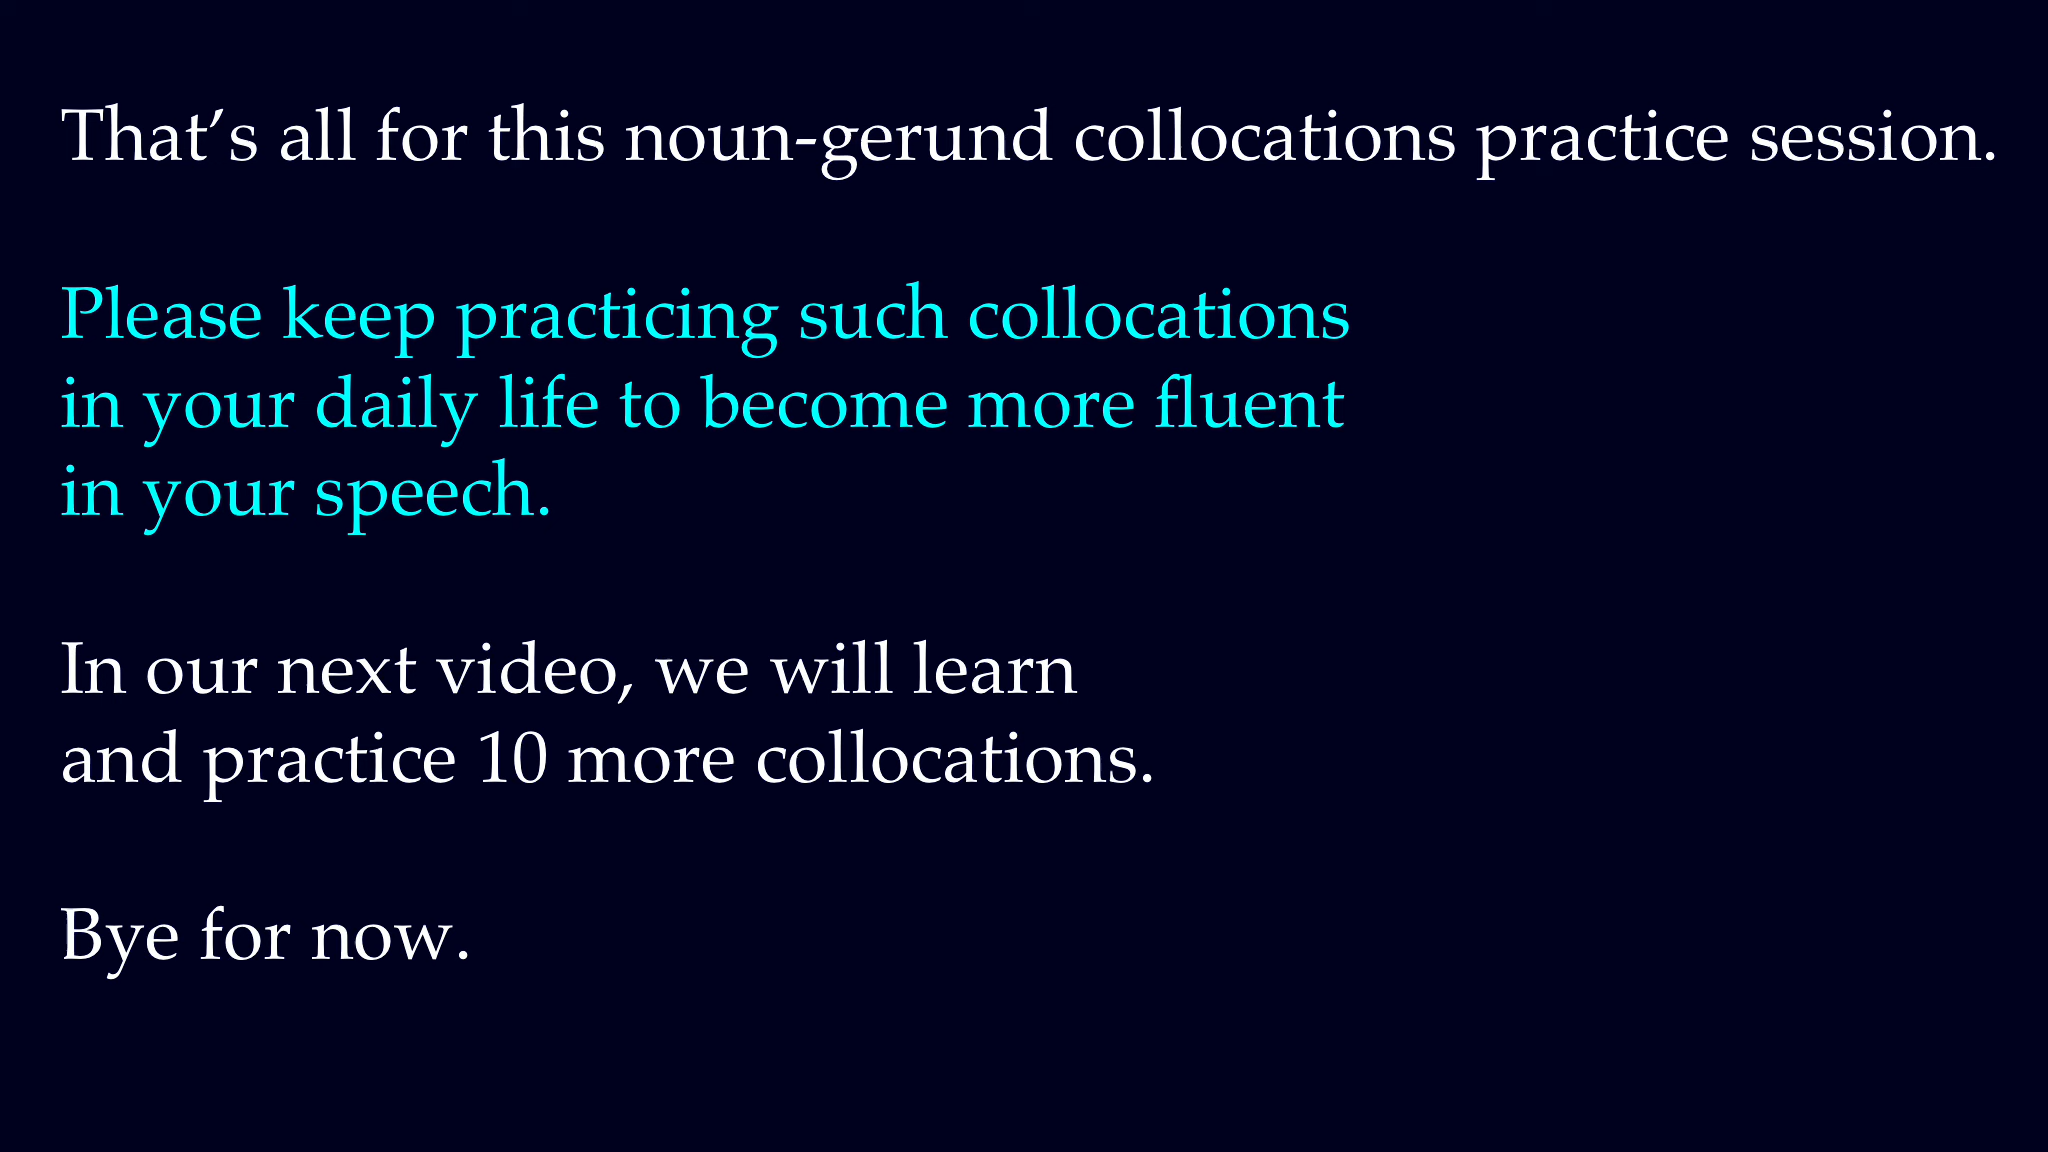 That’s all for this noun-gerund collocations practice session.
Please keep practicing such collocations
in your daily life to become more fluent
in your speech.
In our next video, we will learn
and practice 10 more collocations.
Bye for now.